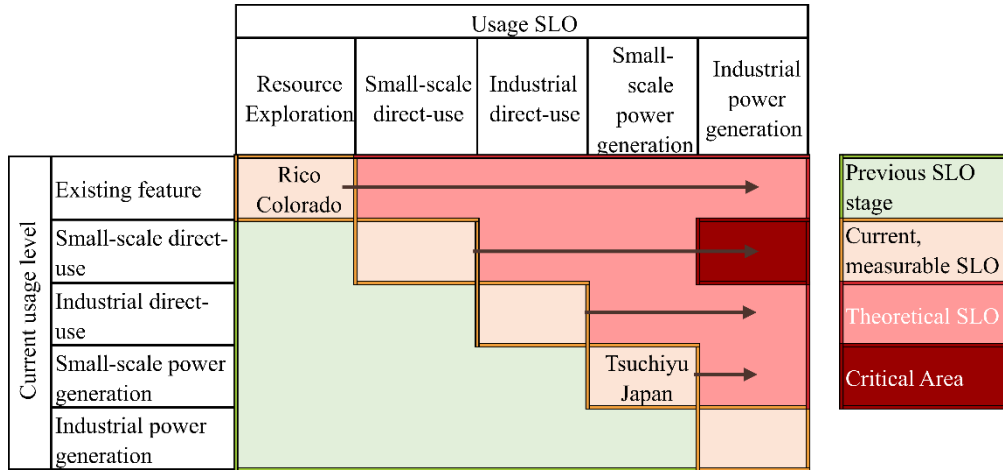 Usage SLO
Resource
Exploration
Small-scale
direct-use
Industrial
direct-use
Small-
scale
power
generation
Industrial
power
generation
Current usage level
Existing feature
Rico
Colorado
Small-scale direct-
use
Industrial direct-
use
Small-scale power
generation
Tsuchiyu
Japan
Industrial power
generation
Previous SLO
stage
Current,
measurable SLO
Theoretical SLO
Critical Area